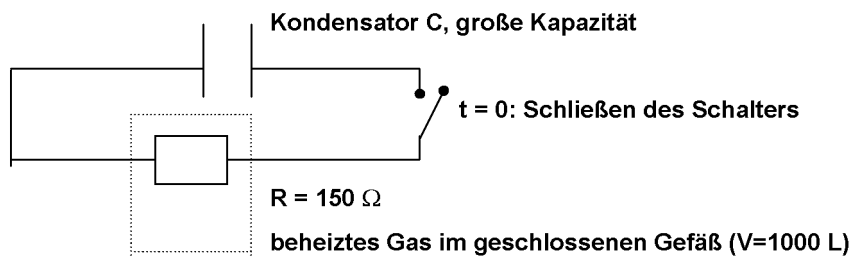 Kondensator C, große Kapazität
t = 0: Schließen des Schalters
R = 150 Ω
beheiztes Gas im geschlossenen Gefäß (V=1000 L)